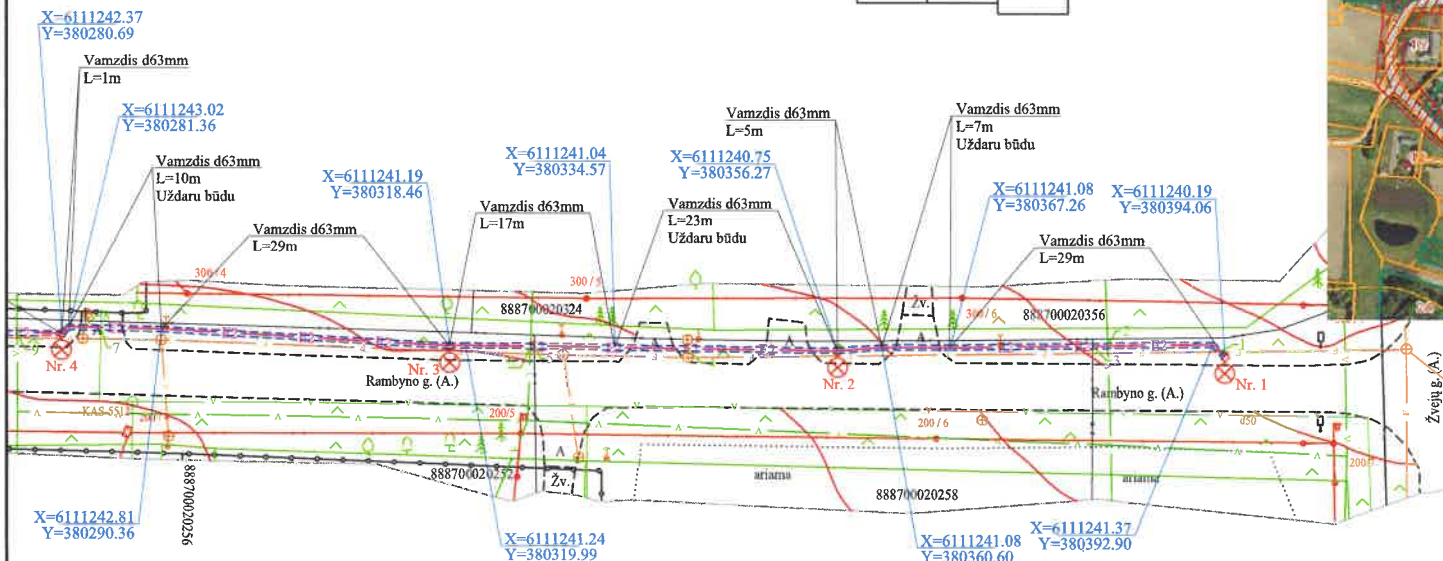 X=6111242.37
Y=380280.69
Vamzdis d63mm
L=1m
X=6111243.02
Y=380281.36
Vamzdis d63mm
L=10m
Uždaru būdu
Vamzdis d63mm
L=29m
X=6111241.19
Y=380318.46
Vamzdis d63mm
L=17m
X=6111241.04
Y=380334.57
Vamzdis d63mm
L=23m
Uždaru būdu
X=6111240.75
Y=380356.27
Vamzdis d63mm
L=5m
Vamzdis d63mm
L=7m
Uždaru būdu
X=6111241.08
Y=380367.26
X=6111240.19
Y=380394.06
Vamzdis d63mm
L=29m
300/4
300/5
888700020324
Žv.
300/6
888700020356
A
A
9
7
Nr. 4
Nr. 3
Nr. 2
Nr. 1
Rambyno g. (A.)
Rambyno g. (A.)
Žvejų g. (A.)
200/5
200/6
d50
A
Žv.
888700020252
888700020256
ariama
ariama
888700020258
X=6111242.81
Y=380290.36
X=6111241.24
Y=380319.99
X=6111241.08
Y=380360.60
X=6111241.37
Y=380392.90